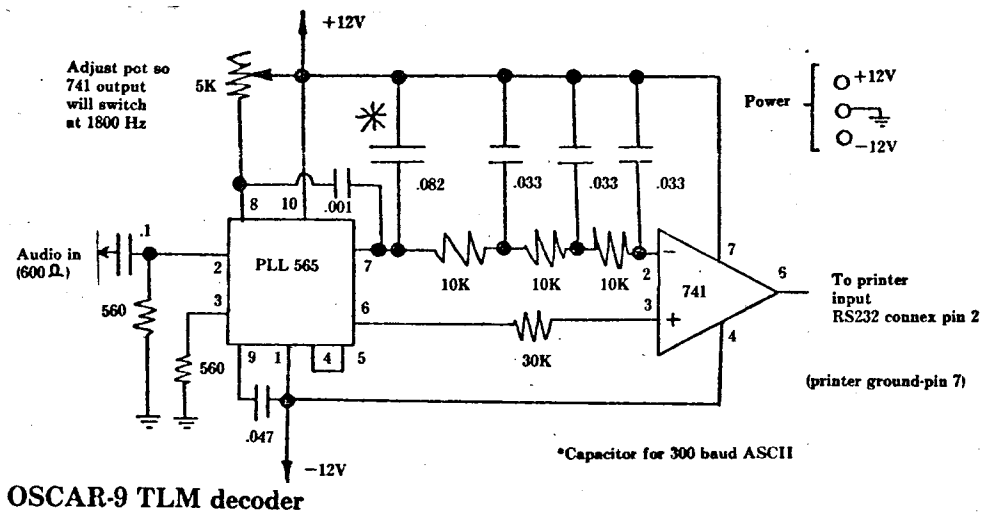 +12V
Adjust pot so
741 output
will switch
at 1800 Hz
5K
Power
+12V
-12V
.082
.033
.033
.033
8
10
.001
.1
Audio in
(600Ω)
2
PLL 565
7
10K
10K
10K
2
-
7
741
6
To printer
input
RS232 connex pin 2
560
3
6
30K
3
+
4
560
9
1
4
5
(printer ground-pin 7)
.047
-12V
*Capacitor for 300 baud ASCII
OSCAR-9 TLM decoder